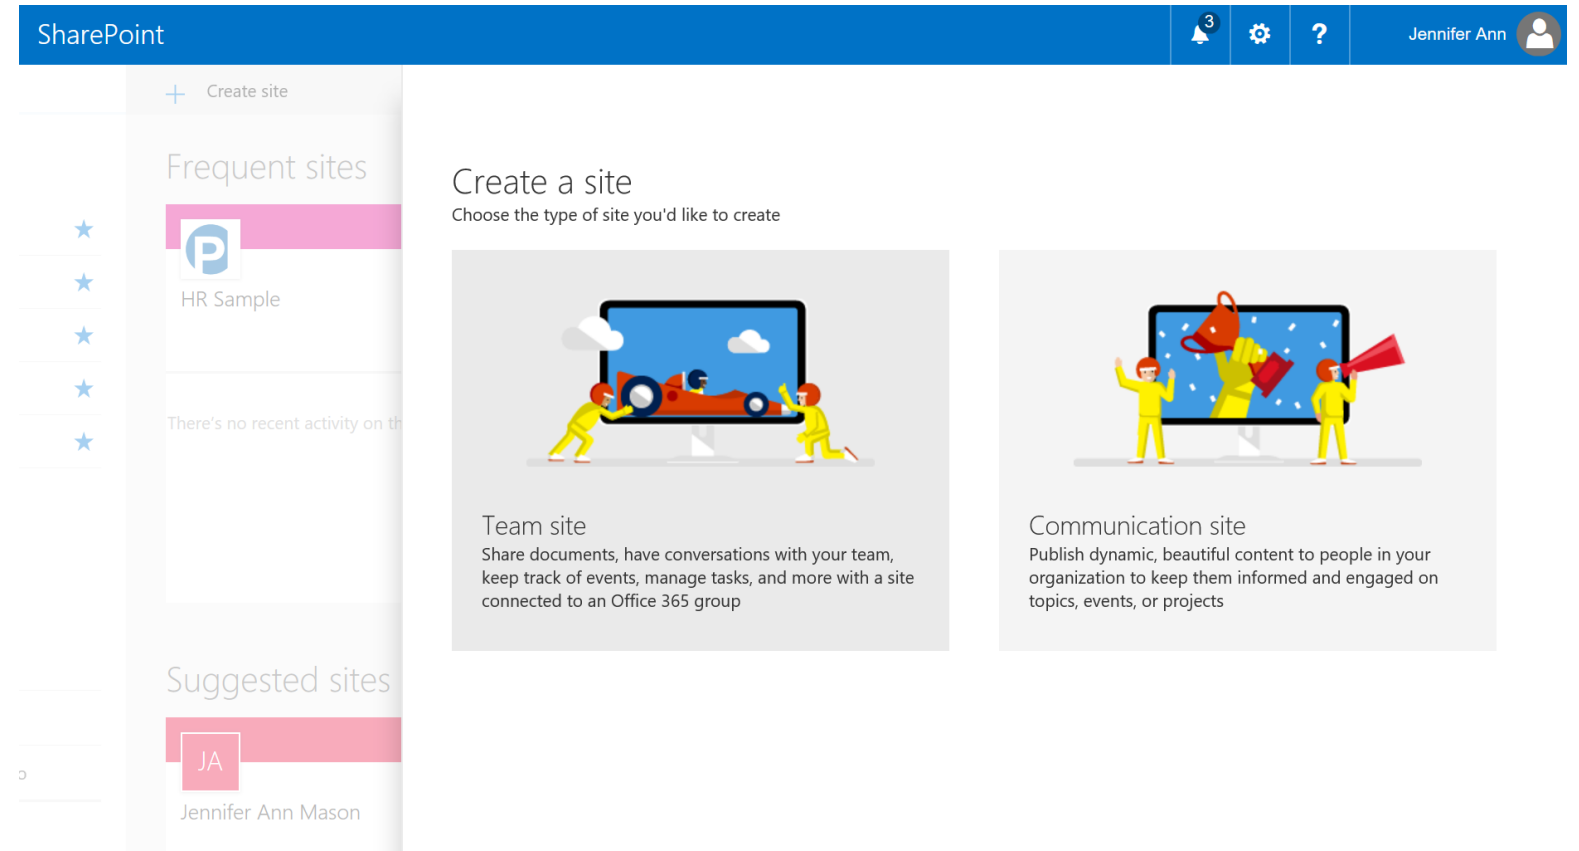 SharePoint
3
?
Jennifer Ann
Create site
Frequent sites
P
HR Sample
There's no recent activity on th
Suggested sites
JA
Jennifer Ann Mason
Create a site
Choose the type of site you'd like to create
Team site
Share documents, have conversations with your team,
keep track of events, manage tasks, and more with a site
connected to an Office 365 group
Communication site
Publish dynamic, beautiful content to people in your
organization to keep them informed and engaged on
topics, events, or projects